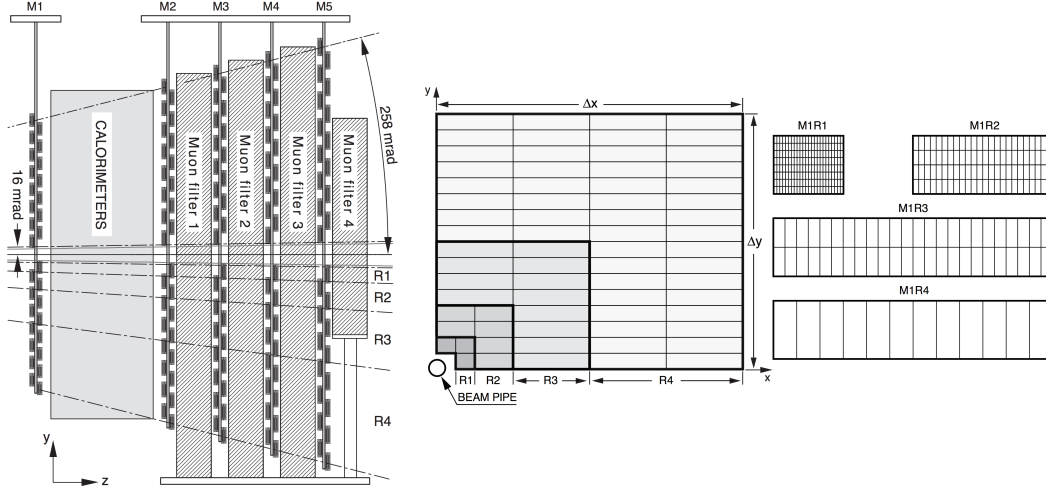 M1
M2
M3
M4
M5
CALORIMETERS
Muon filter 1
Muon filter 2
Muon filter 3
Muon filter 4
258 mrad
16 mrad
R1
R2
R3
R4
y
z
y
Δx
Δy
R1
R2
R3
R4
x
BEAM PIPE
M1R1
M1R2
M1R3
M1R4